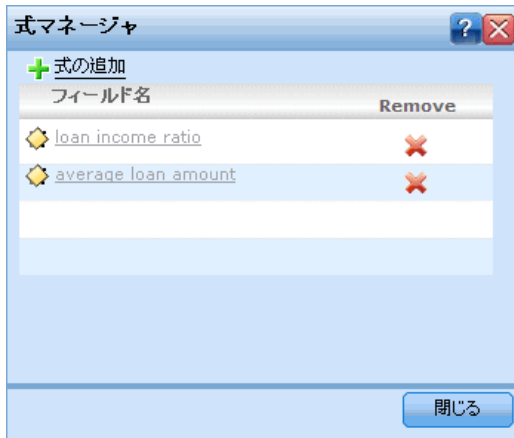 式マネージャ
?
式の追加
フィールド名 Remove
loan income ratio
average loan amount
閉じる